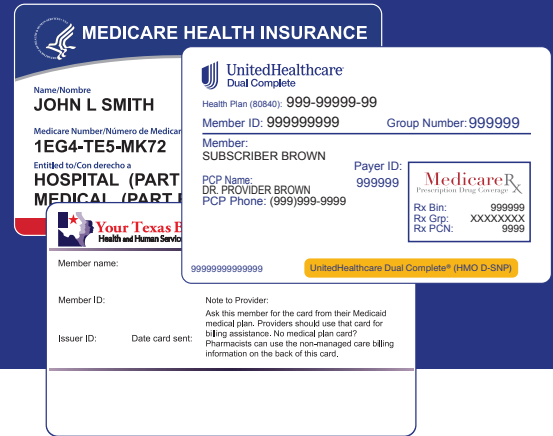 MEDICARE HEALTH INSURANCE
Name/Nombre
JOHN L SMITH
Medicare Number/Número de Medicar
1EG4-TE5-MK72
Entitled to/Con derecho a
HOSPITAL (PART
MEDICAL (PART
UnitedHealthcare
Dual Complete
Health Plan (80840): 999-99999-99
Member ID: 999999999 Group Number: 999999
Member:
SUBSCRIBER BROWN
PCP Name:
DR. PROVIDER BROWN
PCP Phone: (999)999-9999
Payer ID:
999999
MedicareRx
Prescription Drug Coverage
Rx Bin: 999999
Rx Grp: XXXXXXXX
Rx PCN: 9999
99999999999999 UnitedHealthcare Dual Complete® (HMO D-SNP)
Your Texas B
Health and Human Servic
Member name:
Member ID:
Issuer ID: Date card sent:
Note to Provider:
Ask this member for the card from their Medicaid
medical plan. Providers should use that card for
billing assistance. No medical plan card?
Pharmacists can use the non-managed care billing
information on the back of this card.